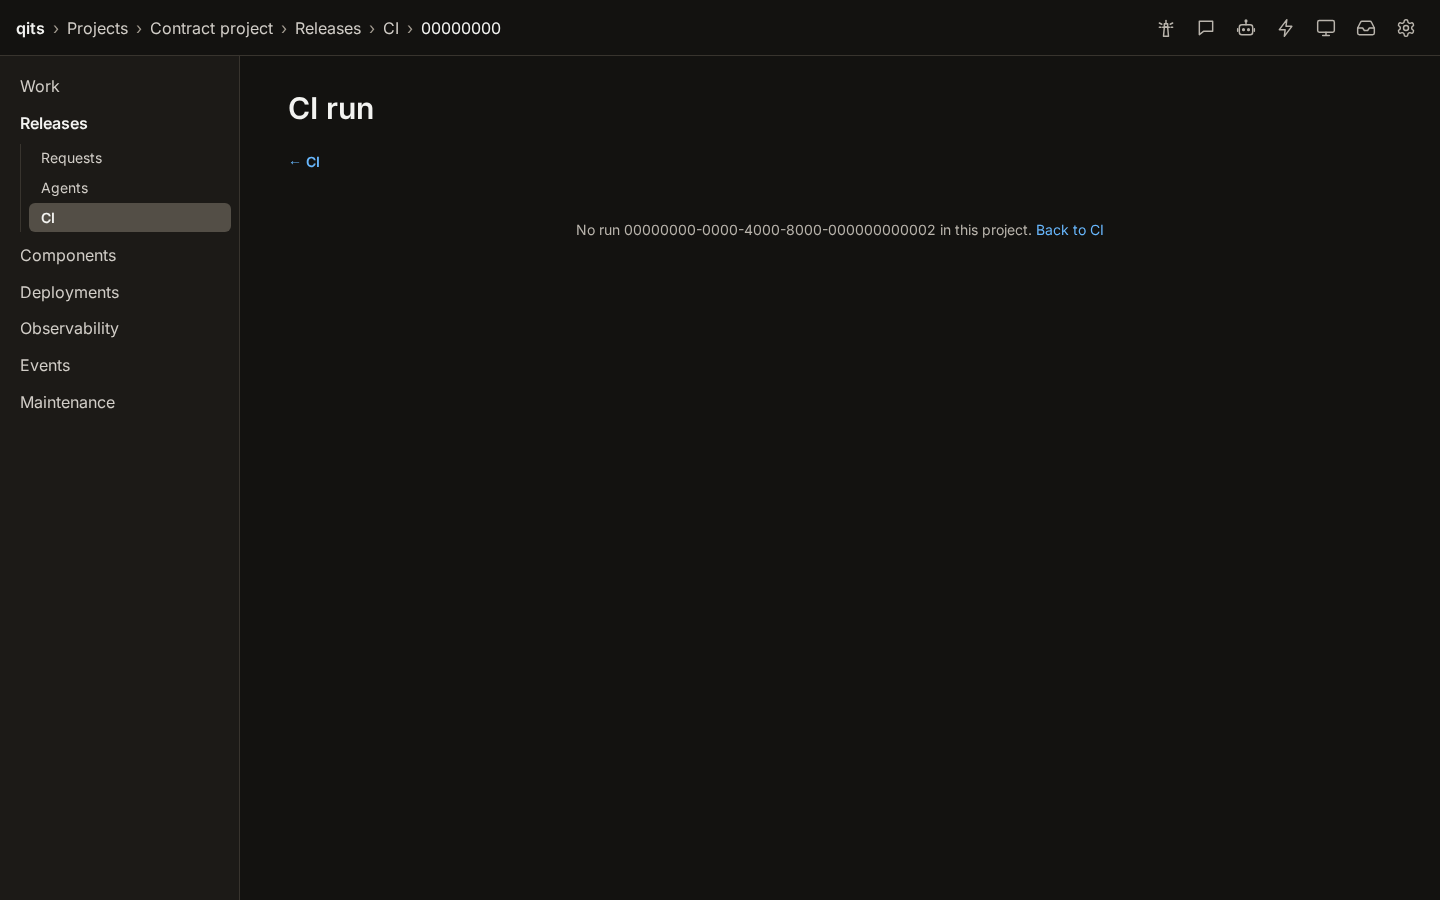 qits › Projects › Contract project › Releases › CI › 00000000
Work
Releases
Requests
Agents
CI
Components
Deployments
Observability
Events
Maintenance
CI run
← CI
No run 00000000-0000-4000-8000-000000000002 in this project. Back to CI